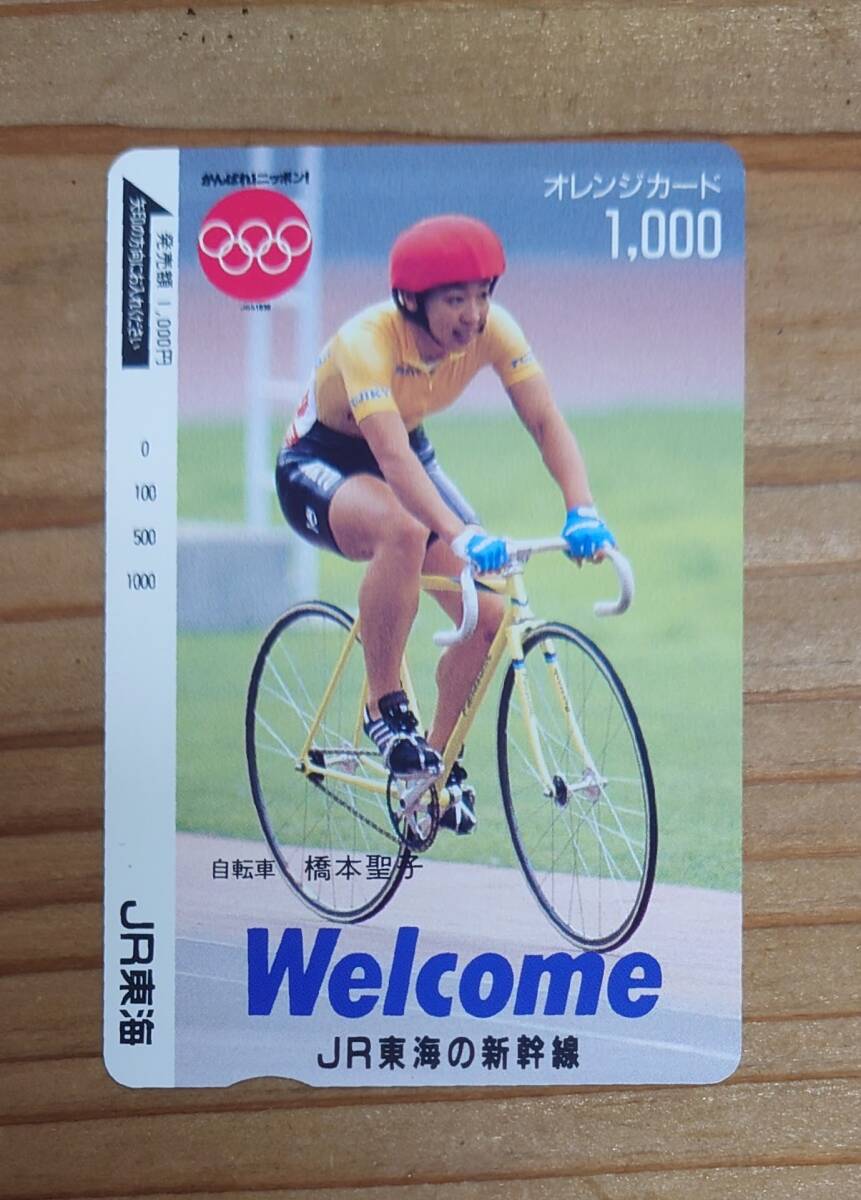 がんばれ!ニッポン!
オレンジカード
1,000
矢印の方向にお入れください
発売額 1,000円
0
100
500
1000
自転車 橋本聖子
Welcome
JR東海の新幹線
JR東海